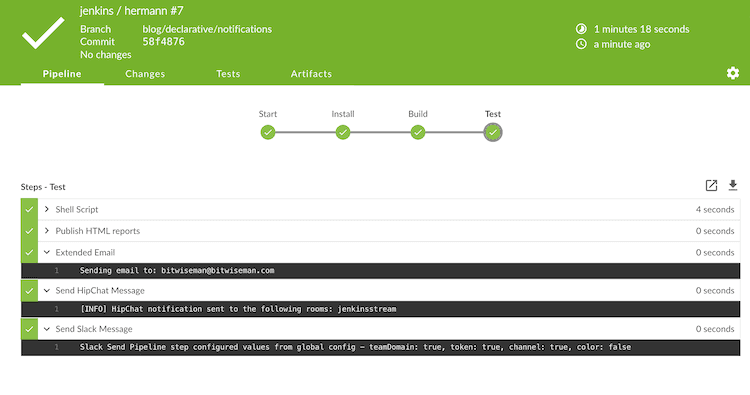 jenkins / hermann #7
Branch blog/declarative/notifications
Commit 58f4876
No changes
1 minutes 18 seconds
a minute ago
Pipeline Changes Tests Artifacts
Start Install Build Test
Steps - Test
Shell Script 4 seconds
Publish HTML reports 0 seconds
Extended Email 0 seconds
1 Sending email to: bitwiseman@bitwiseman.com
Send HipChat Message 0 seconds
1 [INFO] HipChat notification sent to the following rooms: jenkinsstream
Send Slack Message 0 seconds
1 Slack Send Pipeline step configured values from global config - teamDomain: true, token: true, channel: true, color: false